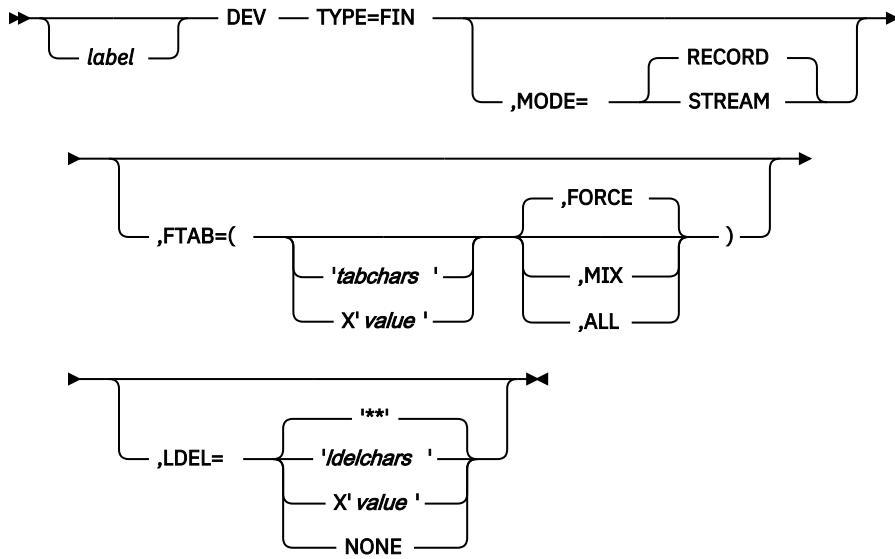 label DEV TYPE=FIN
,MODE= RECORD
STREAM
,FTAB=( 'tabchars ' X' value ' ,FORCE ,MIX ,ALL )
,LDEL= '**'
'ldelchars '
X' value '
NONE